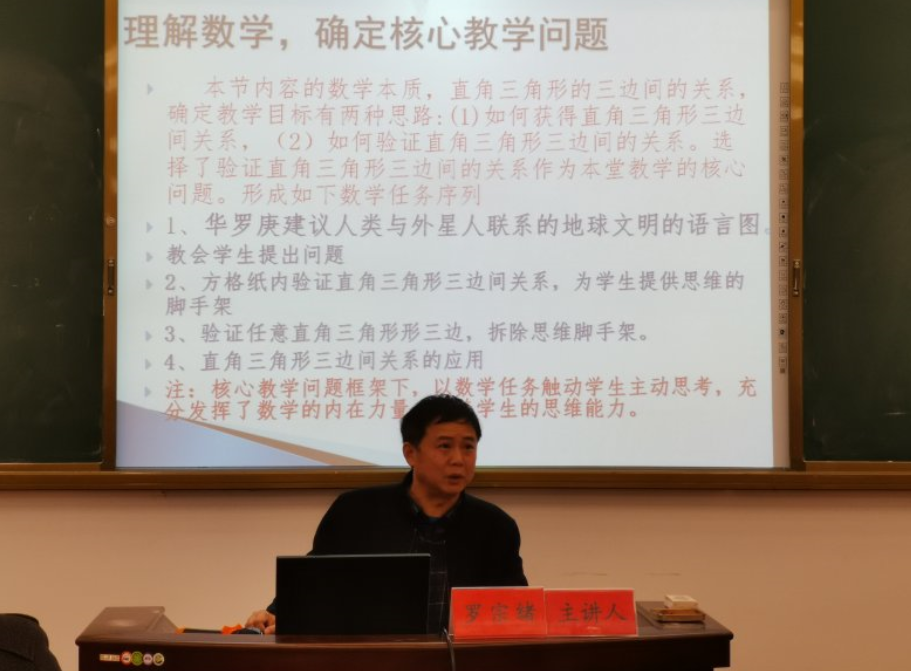 理解数学，确定核心教学问题
本节内容的数学本质，直角三角形的三边间的关系，
确定教学目标有两种思路:(1)如何获得直角三角形三边
间关系，（2）如何验证直角三角形三边间的关系。选
择了验证直角三角形三边间的关系作为本堂教学的核心
问题。形成如下数学任务序列
1、华罗庚建议人类与外星人联系的地球文明的语言图。
教会学生提出问题
2、方格纸内验证直角三角形三边间关系，为学生提供思维的
脚手架
3、验证任意直角三角形形三边，拆除思维脚手架。
4、直角三角形三边间关系的应用
注：核心教学问题框架下，以数学任务触动学生主动思考，充
分发挥了数学的内在力量 学生的思维能力。
罗宗绪 主讲人